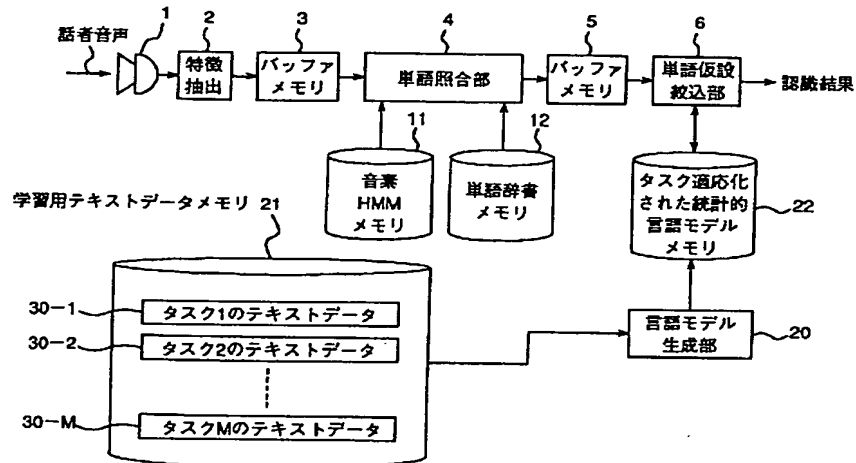 話者音声
1
2
3
4
5
6
特徴
抽出
バッファ
メモリ
単語照合部
バッファ
メモリ
単語仮設
絞込部
認識結果
11
12
音素
HMM
メモリ
単語辞書
メモリ
タスク適応化
された統計的
言語モデル
メモリ
22
学習用テキストデータメモリ 21
30-1
タスク1のテキストデータ
30-2
タスク2のテキストデータ
30-M
タスクMのテキストデータ
言語モデル
生成部
20